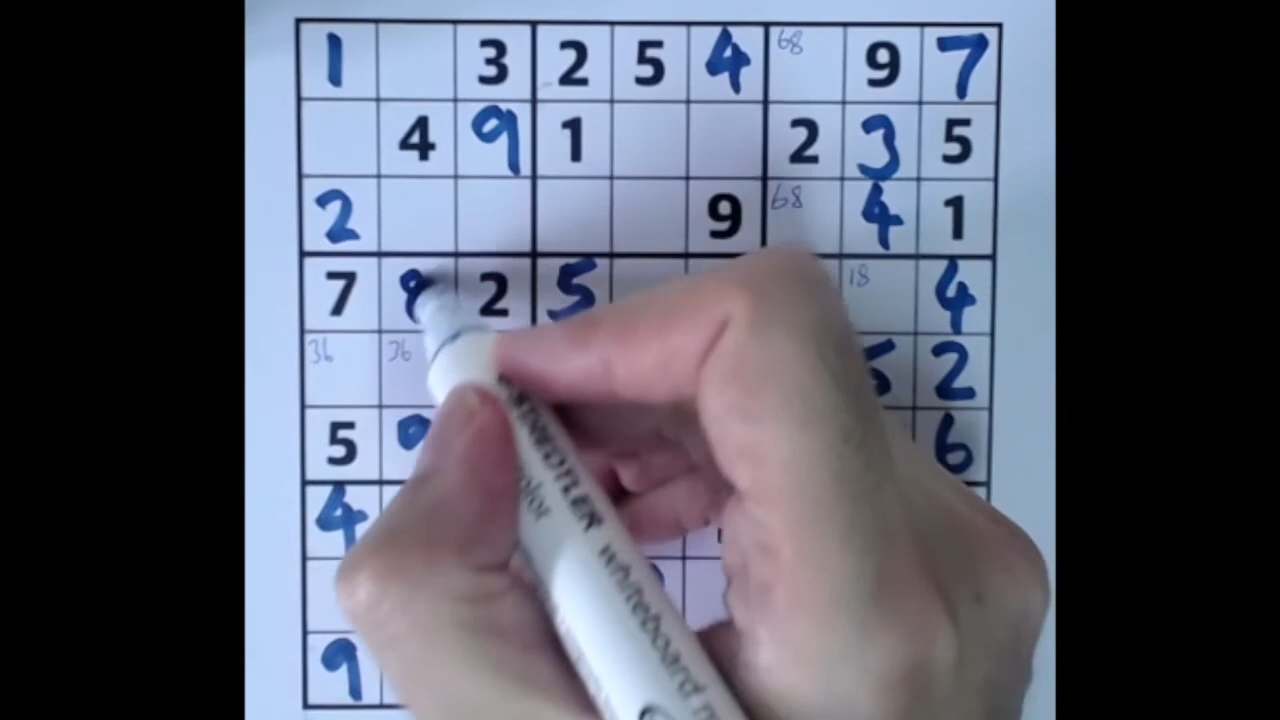 1 3 2 5 4 68 9 7
4 9 1 2 3 5
2 9 68 4 1
7 2 5 18 4
36 36 2
5 6
4
9
STAEDTLER whiteboard
color